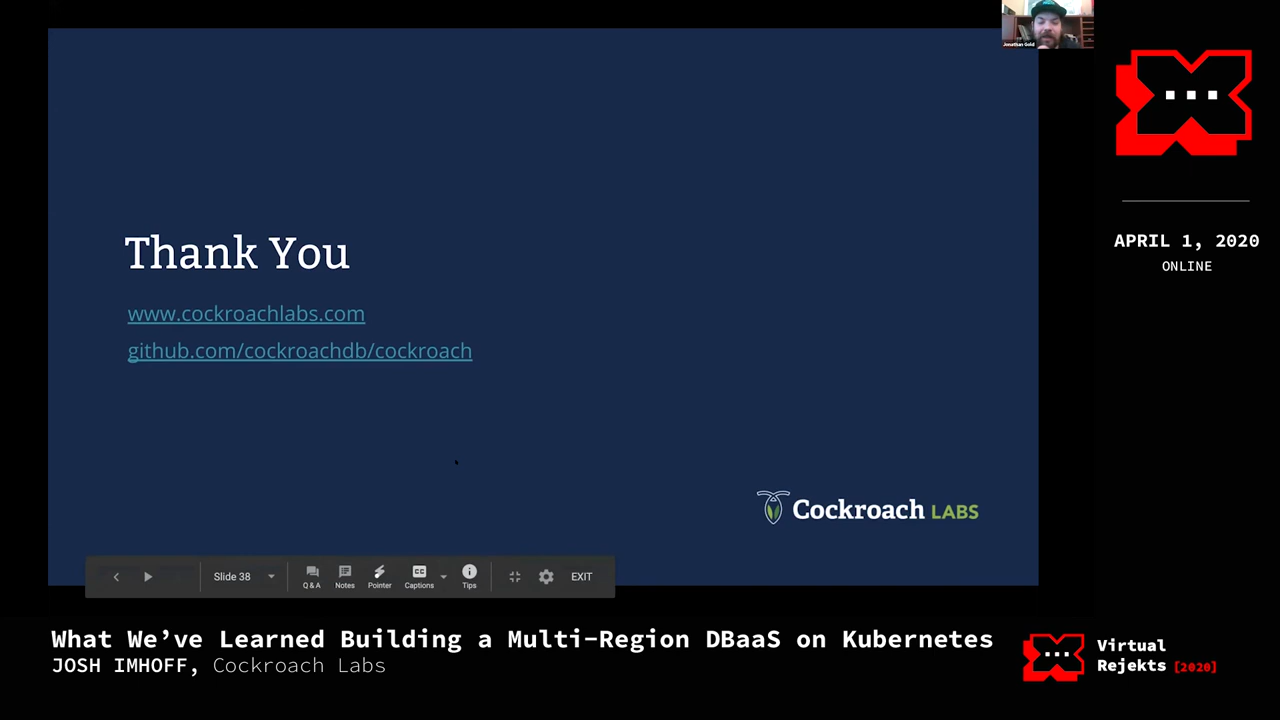 Jonathan Gold
APRIL 1, 2020
ONLINE
Thank You
www.cockroachlabs.com
github.com/cockroachdb/cockroach
Cockroach LABS
Slide 38
Q & A
Notes
Pointer
Captions
Tips
EXIT
What We’ve Learned Building a Multi-Region DBaaS on Kubernetes
JOSH IMHOFF, Cockroach Labs
Virtual
Rejekts [2020]